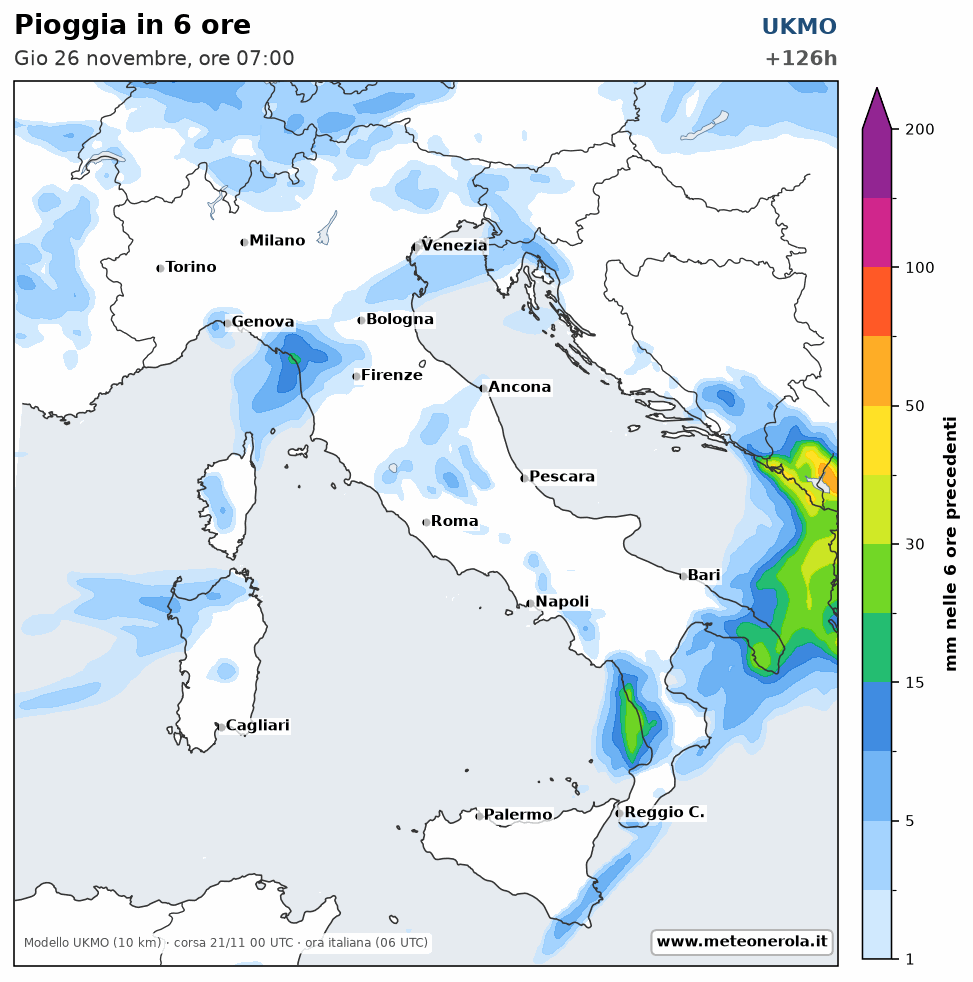 Pioggia in 6 ore
UKMO
Gio 26 novembre, ore 07:00
+126h
200
100
50
30
15
5
1
mm nelle 6 ore precedenti
Milano
Venezia
Torino
Genova
Bologna
Firenze
Ancona
Pescara
Roma
Bari
Napoli
Cagliari
Palermo
Reggio C.
Modello UKMO (10 km) · corsa 21/11 00 UTC · ora italiana (06 UTC)
www.meteonerola.it